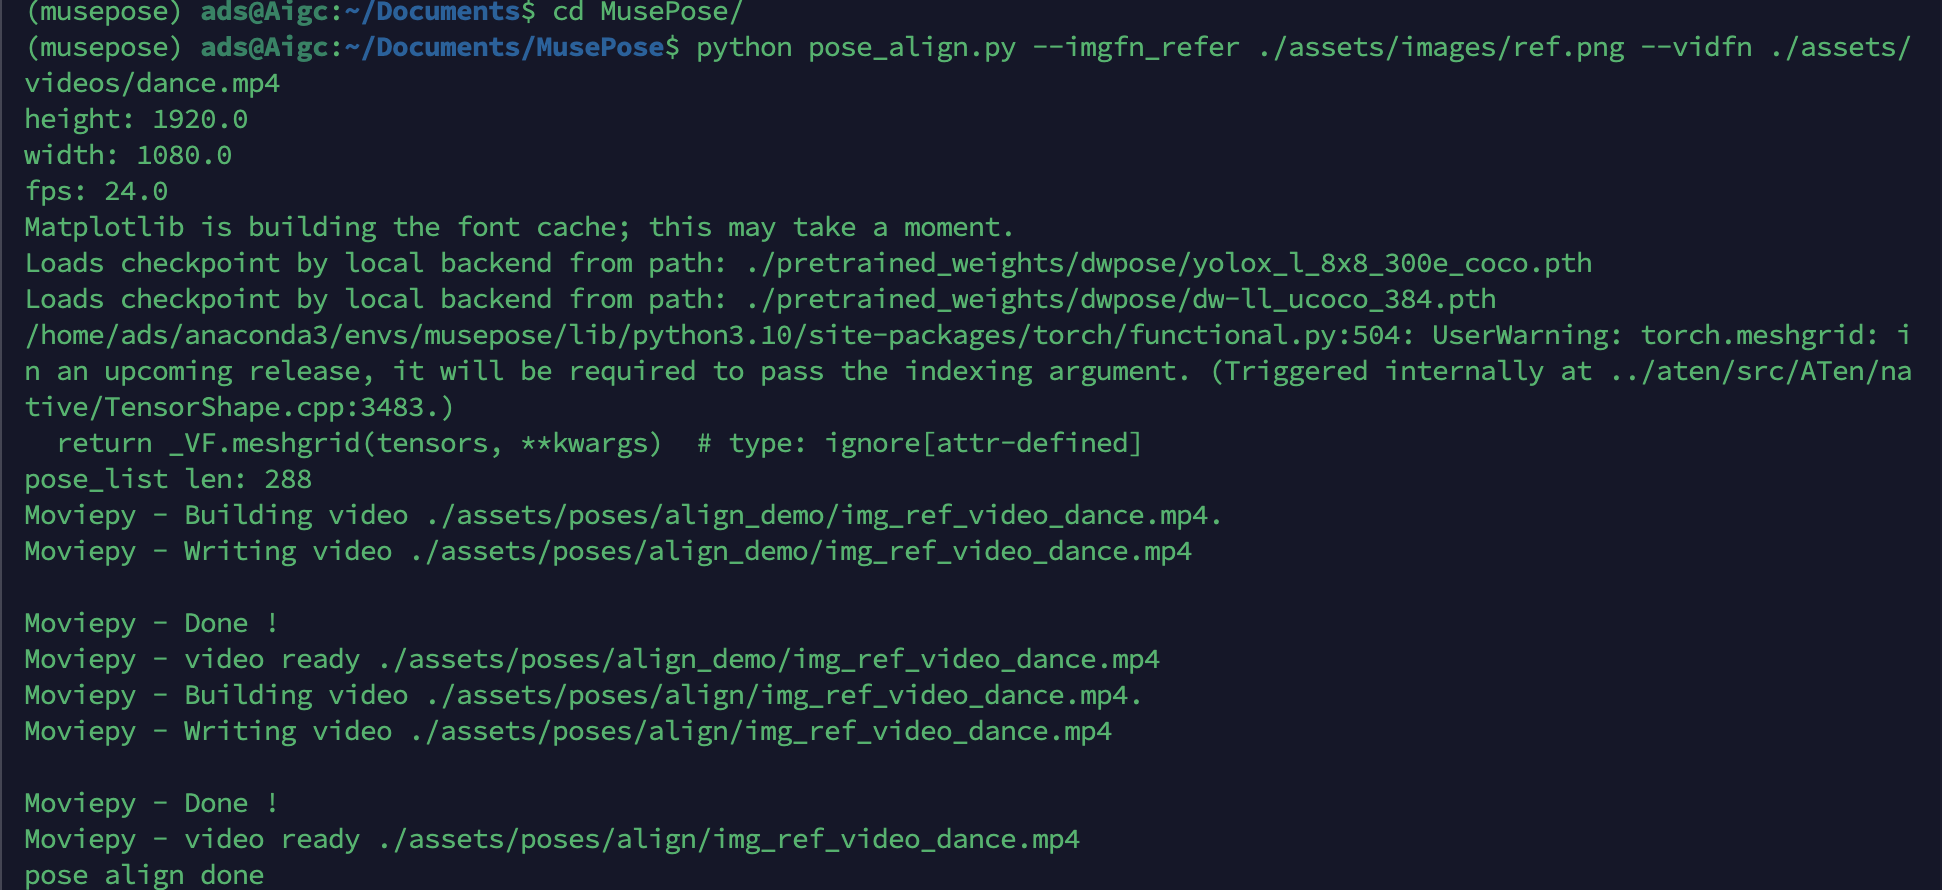 (musepose) ads@Aigc:~/Documents$ cd MusePose/
(musepose) ads@Aigc:~/Documents/MusePose$ python pose_align.py --imgfn_refer ./assets/images/ref.png --vidfn ./assets/
videos/dance.mp4
height: 1920.0
width: 1080.0
fps: 24.0
Matplotlib is building the font cache; this may take a moment.
Loads checkpoint by local backend from path: ./pretrained_weights/dwpose/yolox_l_8x8_300e_coco.pth
Loads checkpoint by local backend from path: ./pretrained_weights/dwpose/dw-ll_ucoco_384.pth
/home/ads/anaconda3/envs/musepose/lib/python3.10/site-packages/torch/functional.py:504: UserWarning: torch.meshgrid: i
n an upcoming release, it will be required to pass the indexing argument. (Triggered internally at ../aten/src/ATen/na
tive/TensorShape.cpp:3483.)
  return _VF.meshgrid(tensors, **kwargs)  # type: ignore[attr-defined]
pose_list len: 288
Moviepy - Building video ./assets/poses/align_demo/img_ref_video_dance.mp4.
Moviepy - Writing video ./assets/poses/align_demo/img_ref_video_dance.mp4
Moviepy - Done !
Moviepy - video ready ./assets/poses/align_demo/img_ref_video_dance.mp4
Moviepy - Building video ./assets/poses/align/img_ref_video_dance.mp4.
Moviepy - Writing video ./assets/poses/align/img_ref_video_dance.mp4
Moviepy - Done !
Moviepy - video ready ./assets/poses/align/img_ref_video_dance.mp4
pose align done